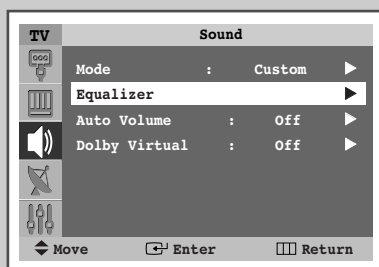 TV Sound
Mode : Custom
Equalizer
Auto Volume : Off
Dolby Virtual : Off
Move Enter Return